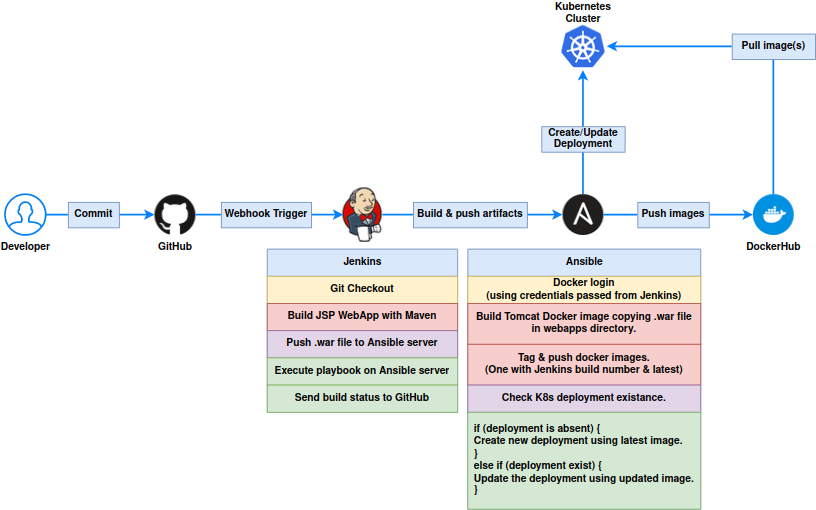 Kubernetes
Cluster
Pull image(s)
Create/Update
Deployment
Commit
Webhook Trigger
Build & push artifacts
Push images
Developer
GitHub
DockerHub
Jenkins
Git Checkout
Build JSP WebApp with Maven
Push .war file to Ansible server
Execute playbook on Ansible server
Send build status to GitHub
Ansible
Docker login
(using credentials passed from Jenkins)
Build Tomcat Docker image copying .war file
in webapps directory.
Tag & push docker images.
(One with Jenkins build number & latest)
Check K8s deployment existance.
if (deployment is absent) {
Create new deployment using latest image.
}
else if (deployment exist) {
Update the deployment using updated image.
}